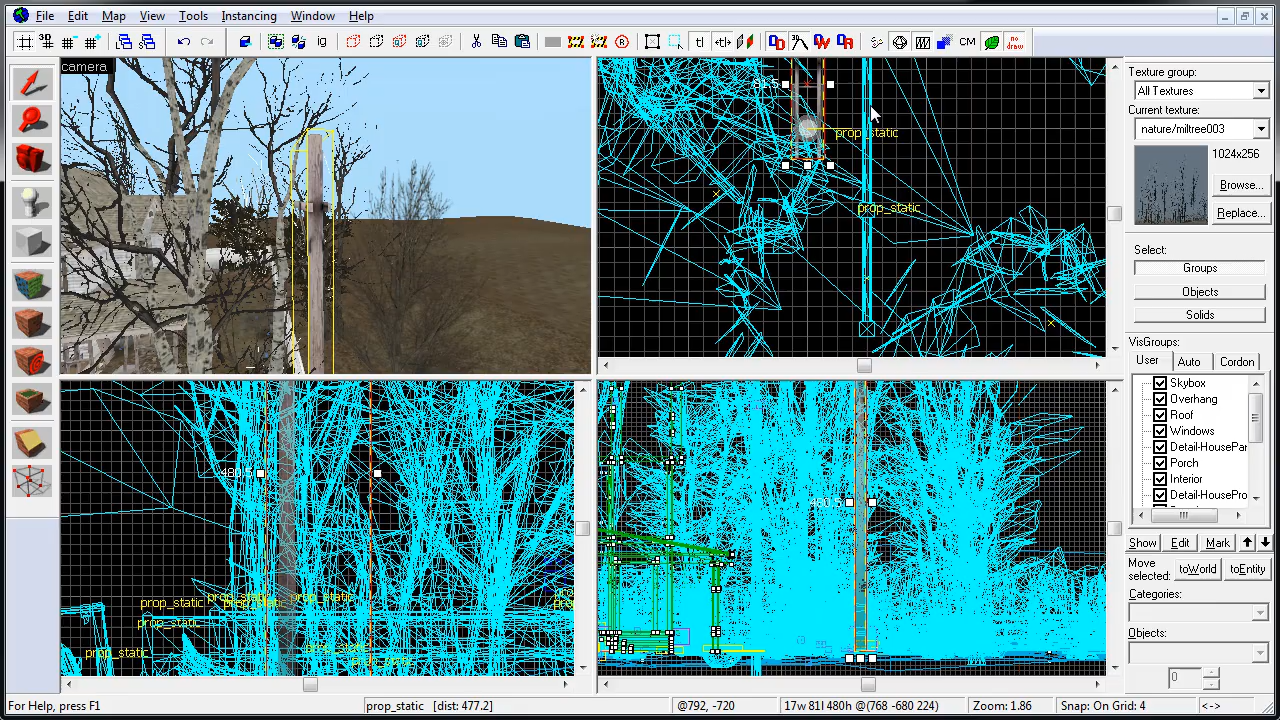 File Edit Map View Tools Instancing Window Help
camera
prop_static
prop_static
480.5
prop_static
prop_static
prop_static
prop_static
prop_static
prop_static
Texture group:
All Textures
Current texture:
nature/miltree003
1024x256
Browse...
Replace...
Select:
Groups
Objects
Solids
VisGroups:
User Auto Cordon
Skybox
Overhang
Roof
Windows
Detail-HousePar
Porch
Interior
Detail-HousePro
Show Edit Mark
Move
selected:
toWorld toEntity
Categories:
Objects:
0
For Help, press F1
prop_static [dist: 477.2]
@792, -720
17w 81l 480h @(768 -680 224)
Zoom: 1.86
Snap: On Grid: 4
<->